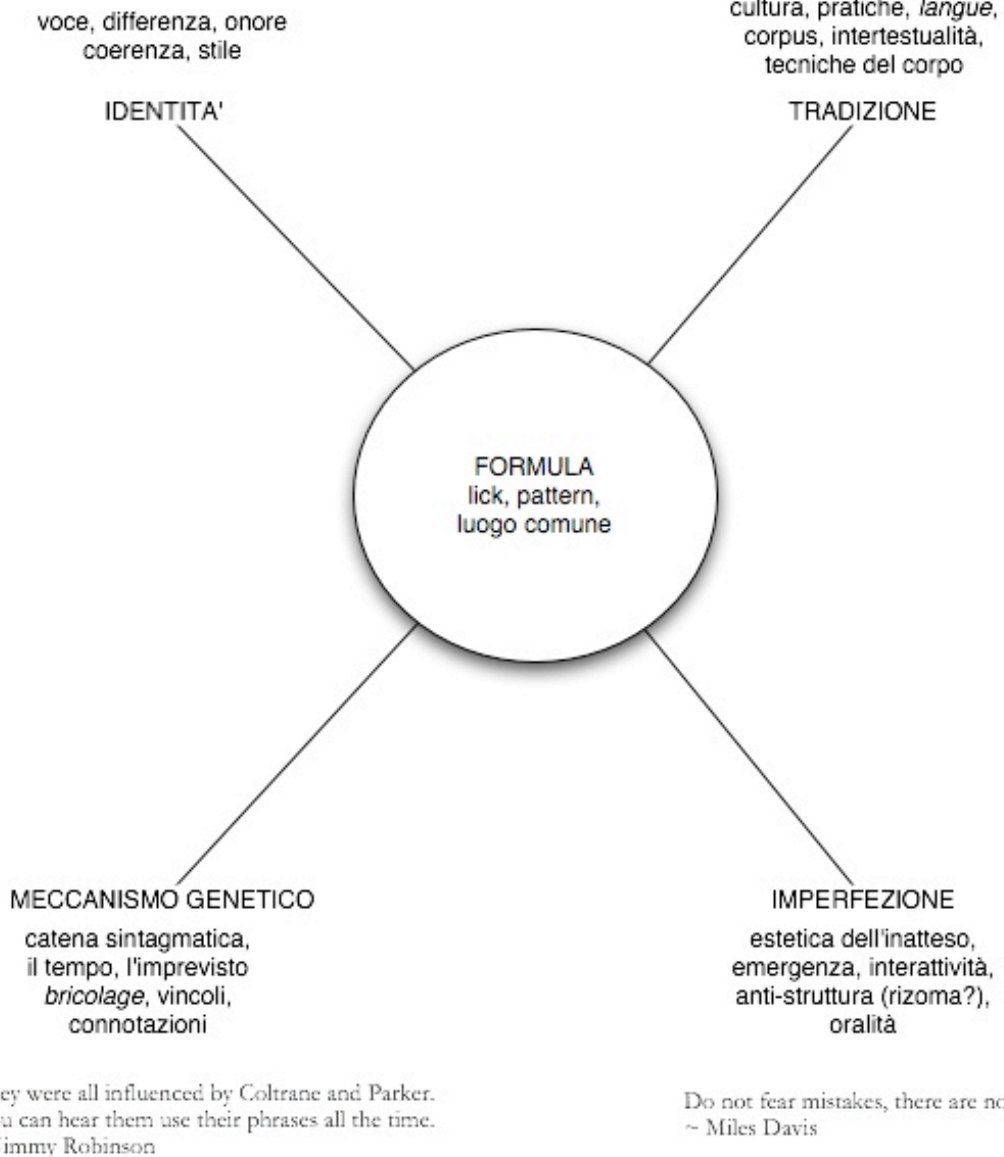 voce, differenza, onore
coerenza, stile
IDENTITA'
cultura, pratiche, langue,
corpus, intertestualità,
tecniche del corpo
TRADIZIONE
FORMULA
lick, pattern,
luogo comune
MECCANISMO GENETICO
catena sintagmatica,
il tempo, l'imprevisto
bricolage, vincoli,
connotazioni
IMPERFEZIONE
estetica dell'inatteso,
emergenza, interattività,
anti-struttura (rizoma?),
oralità
ey were all influenced by Coltrane and Parker.
u can hear them use their phrases all the time.
Jimmy Robinson
Do not fear mistakes, there are no
~ Miles Davis